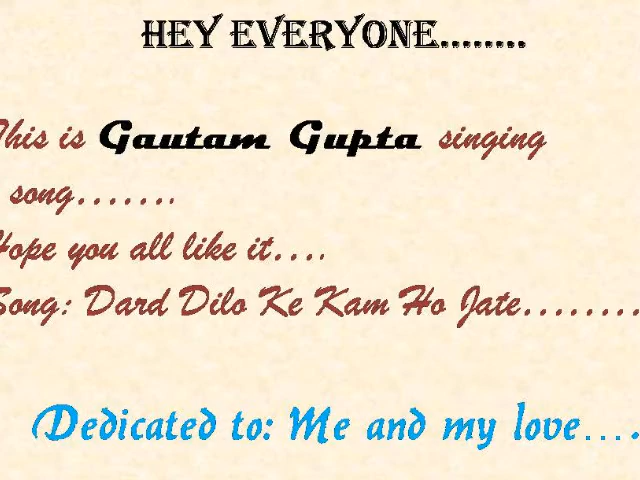 HEY EVERYONE........
This is Gautam Gupta singing
song.......
Hope you all like it....
Song: Dard Dilo Ke Kam Ho Jate.........
Dedicated to: Me and my love.....